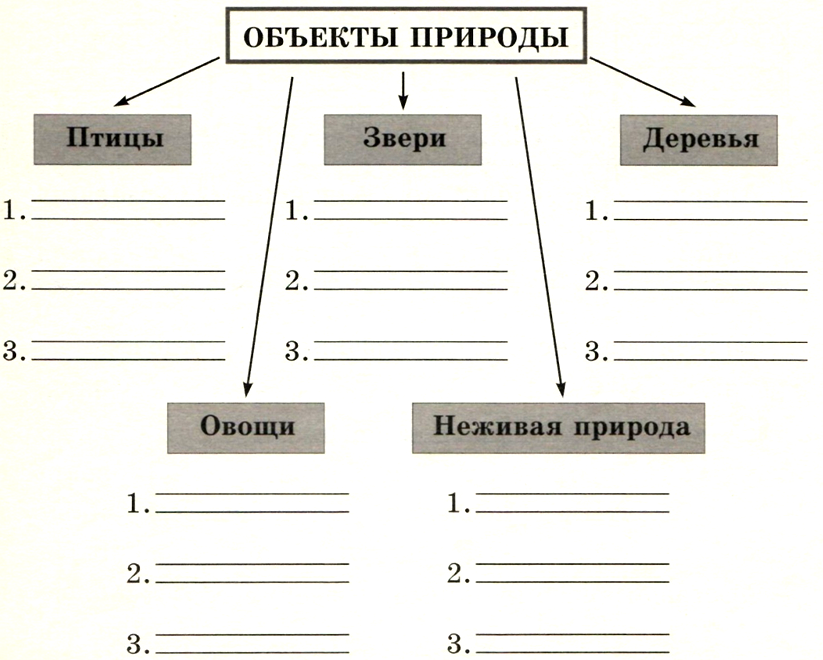 ОБЪЕКТЫ ПРИРОДЫ
Птицы Звери Деревья
1. 1. 1.
2. 2. 2.
3. 3. 3.
Овощи Неживая природа
1. 1.
2. 2.
3. 3.